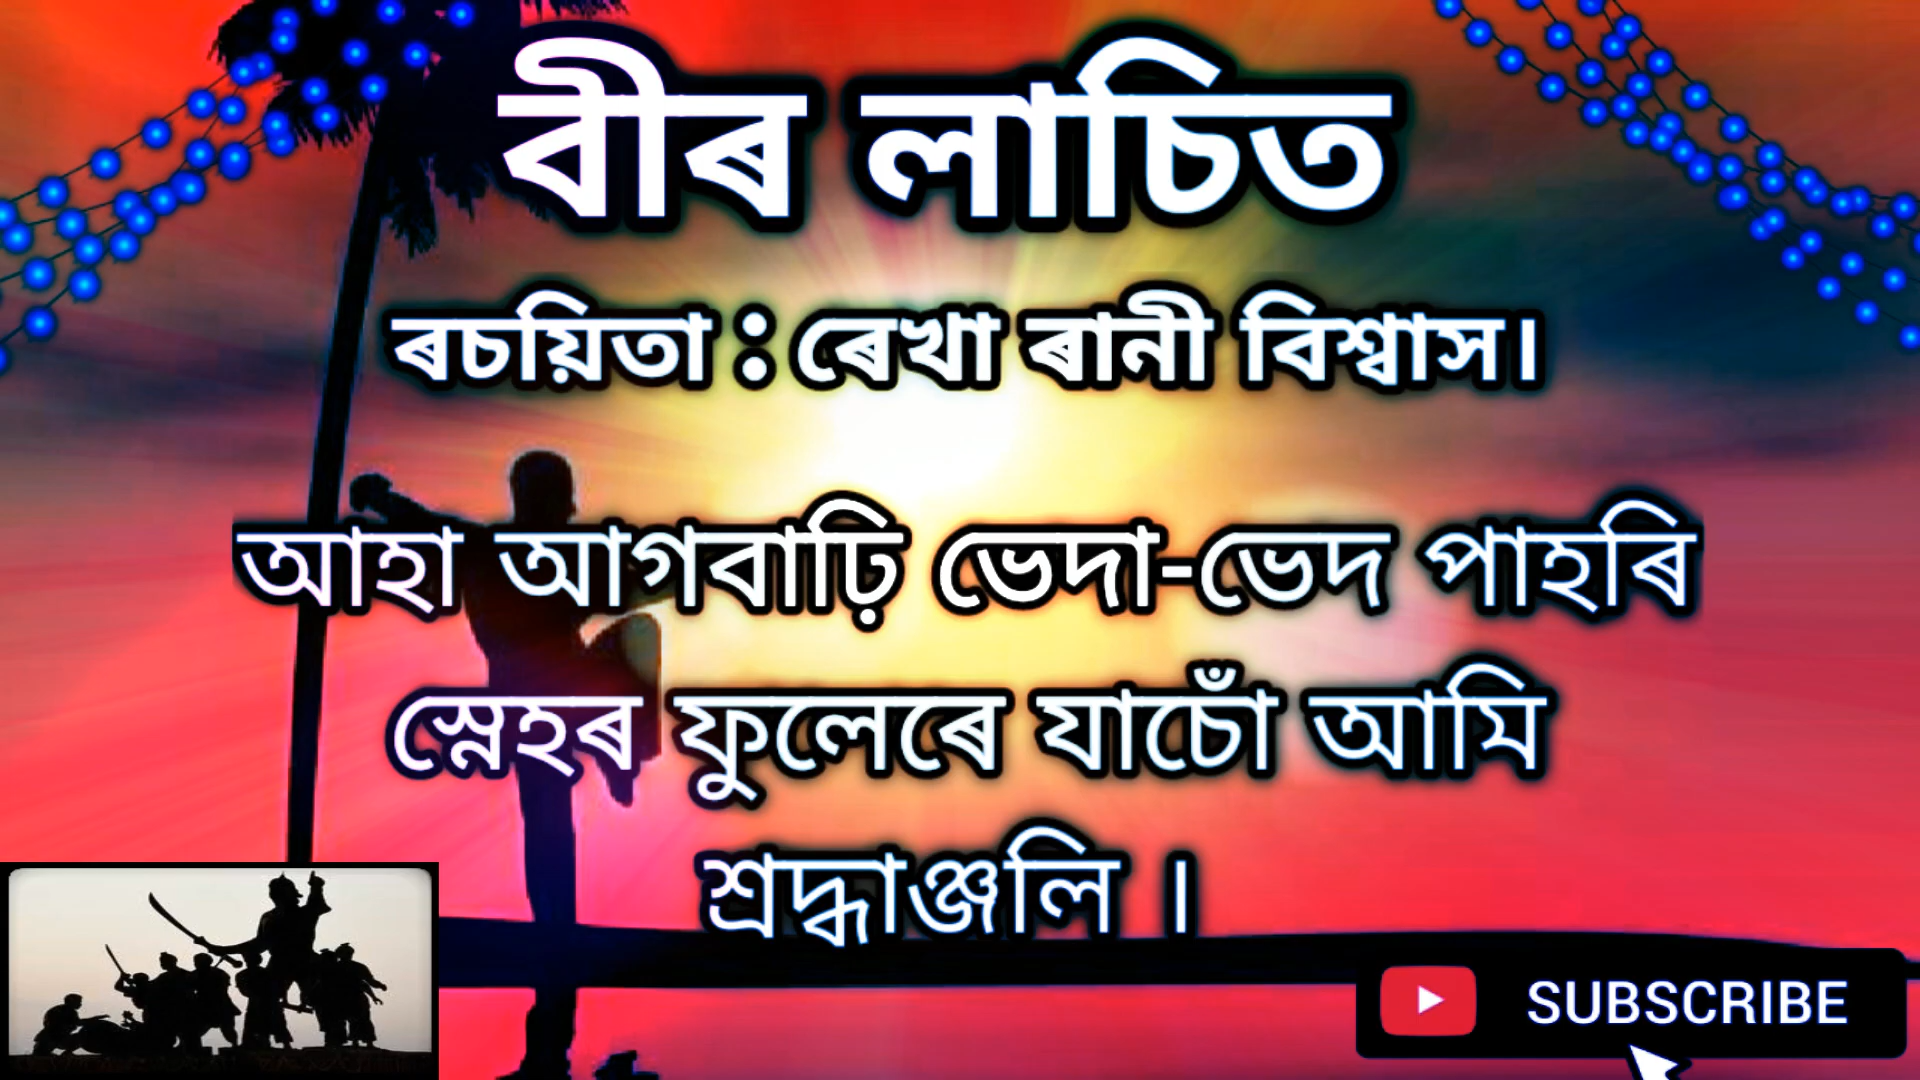 বীৰ লাচিত
ৰচয়িতা : ৰেখা ৰানী বিশ্বাস।
আহা আগবাঢ়ি ভেদা-ভেদ পাহৰি
স্নেহৰ ফুলেৰে যাচোঁ আমি
শ্ৰদ্ধাঞ্জলি ।
SUBSCRIBE